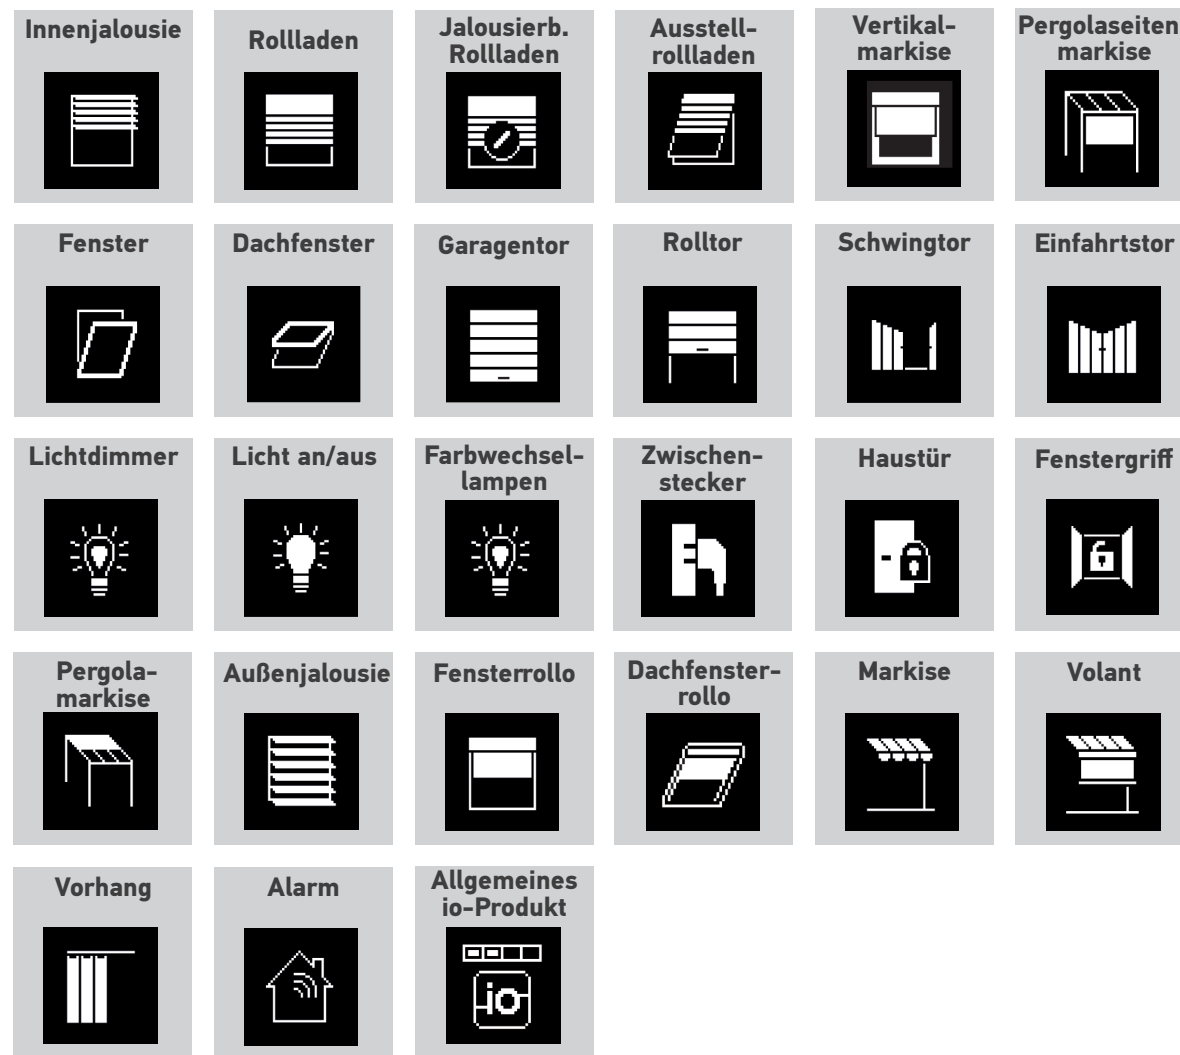 Innenjalousie
Rollladen
Jalousierb.
Rollladen
Ausstell-
rollladen
Vertikal-
markise
Pergolaseiten
markise
Fenster
Dachfenster
Garagentor
Rolltor
Schwingtor
Einfahrtstor
Lichtdimmer
Licht an/aus
Farbwechsel-
lampen
Zwischen-
stecker
Haustür
Fenstergriff
Pergola-
markise
Außenjalousie
Fensterrollo
Dachfenster-
rollo
Markise
Volant
Vorhang
Alarm
Allgemeines
io-Produkt
io